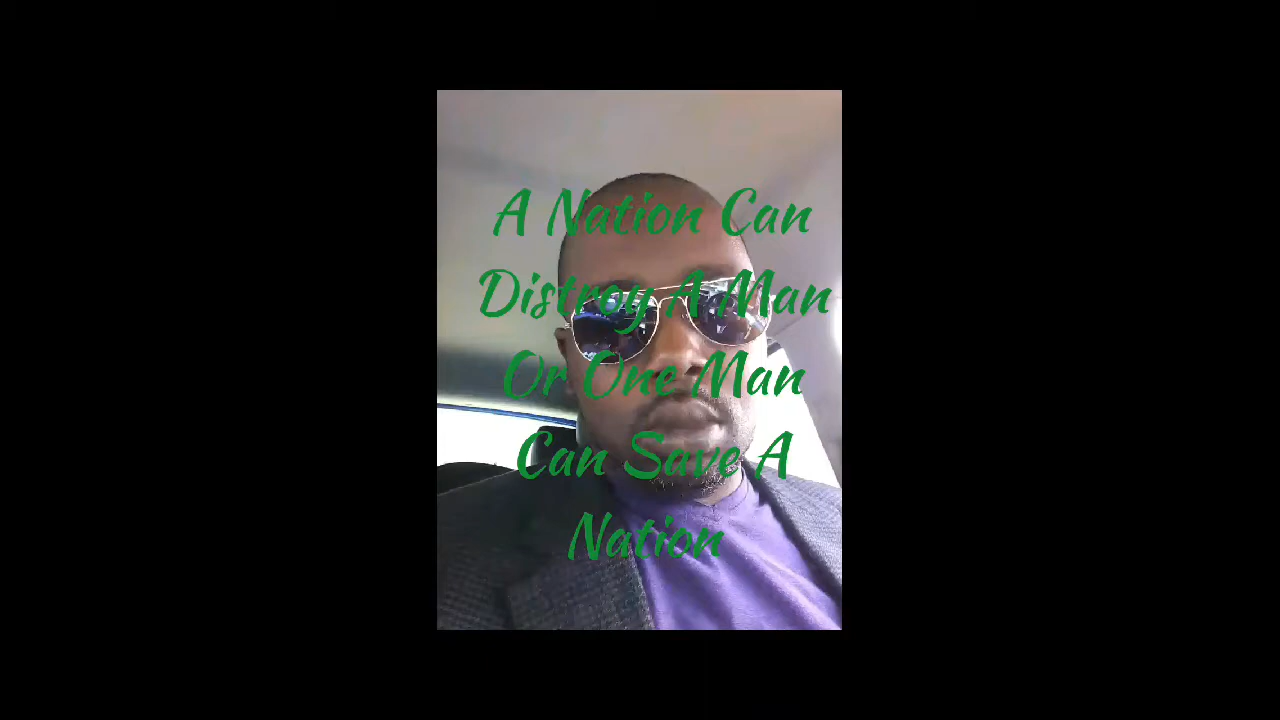 A Nation Can
Distroy A Man
Or One Man
Can Save A
Nation